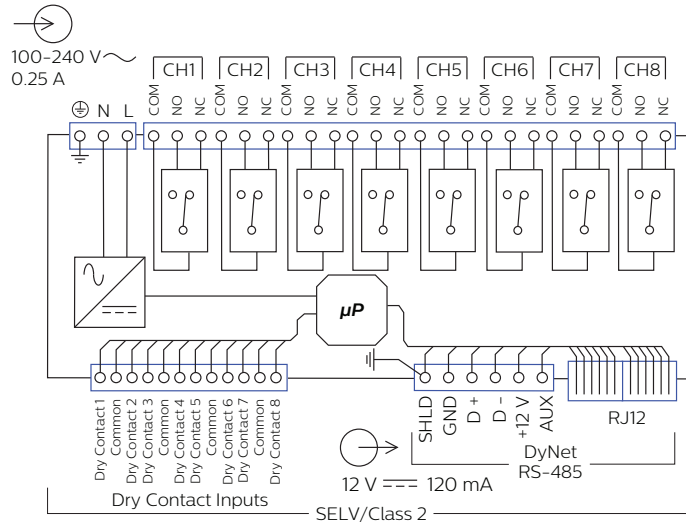 100-240 V
0.25 A
CH1 CH2 CH3 CH4 CH5 CH6 CH7 CH8
N L
COM NO NC COM NO NC COM NO NC COM NO NC COM NO NC COM NO NC COM NO NC COM NO NC
μP
Dry Contact 1
Common
Dry Contact 2
Dry Contact 3
Common
Dry Contact 4
Dry Contact 5
Common
Dry Contact 6
Dry Contact 7
Common
Dry Contact 8
SHLD
GND
D +
D -
+12 V
AUX
RJ12
DyNet
RS-485
12 V 120 mA
Dry Contact Inputs
SELV/Class 2